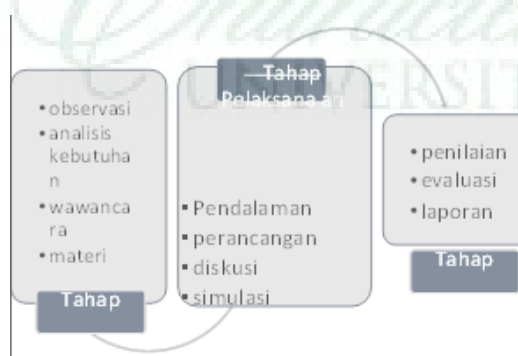 • observasi
• analisis
kebutuha
n
• wawanca
ra
• materi
Tahap
Tahap
Pelaksanaan
▪ Pendalaman
▪ perancangan
▪ diskusi
▪ simulasi
• penilaian
• evaluasi
• laporan
Tahap